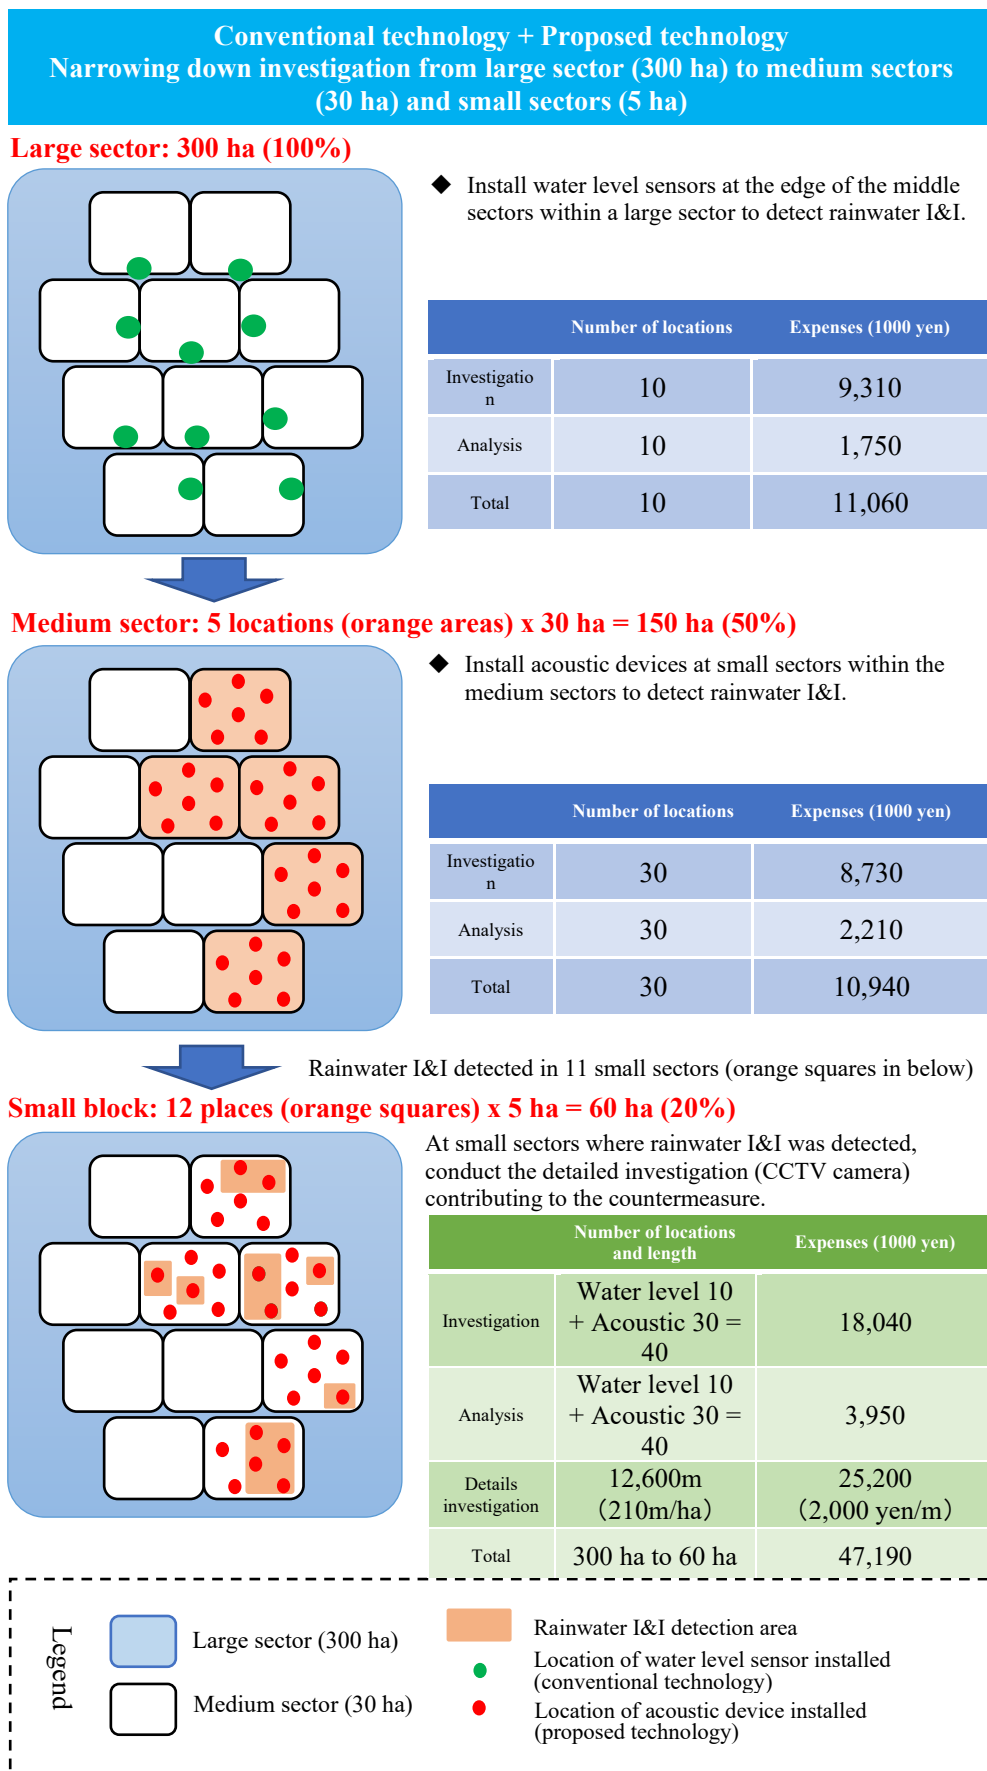 Conventional technology + Proposed technology
Narrowing down investigation from large sector (300 ha) to medium sectors
(30 ha) and small sectors (5 ha)
Large sector: 300 ha (100%)
◆ Install water level sensors at the edge of the middle
sectors within a large sector to detect rainwater I&I.
Number of locations Expenses (1000 yen)
Investigatio
n
10 9,310
Analysis 10 1,750
Total 10 11,060
Medium sector: 5 locations (orange areas) x 30 ha = 150 ha (50%)
◆ Install acoustic devices at small sectors within the
medium sectors to detect rainwater I&I.
Number of locations Expenses (1000 yen)
Investigatio
n
30 8,730
Analysis 30 2,210
Total 30 10,940
Rainwater I&I detected in 11 small sectors (orange squares in below)
Small block: 12 places (orange squares) x 5 ha = 60 ha (20%)
At small sectors where rainwater I&I was detected,
conduct the detailed investigation (CCTV camera)
contributing to the countermeasure.
Number of locations
and length
Expenses (1000 yen)
Investigation
Water level 10
+ Acoustic 30 =
40
18,040
Analysis
Water level 10
+ Acoustic 30 =
40
3,950
Details
investigation
12,600m
（210m/ha）
25,200
（2,000 yen/m）
Total 300 ha to 60 ha 47,190
Legend
Large sector (300 ha)
Medium sector (30 ha)
Rainwater I&I detection area
Location of water level sensor installed
(conventional technology)
Location of acoustic device installed
(proposed technology)